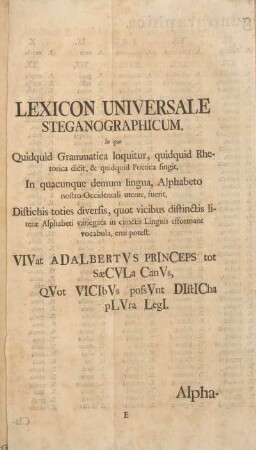 LEXICON UNIVERSALE
STEGANOGRAPHICUM,
In quo
Quidquid Grammatica loquitur, quidquid Rhe-
torica dicit, & quidquid Poëtica fingit,
In quacunque demum lingua, Alphabeto
nostro Occidentali utente, fuerit,
Distichis toties diversis, quot vicibus distinctis li-
teræ Alphabeti variegata in cunctis Linguis efformant
vocabula, erui potest.
VIVat ADALBERTVs PRINCEPS tot
SæCVLa CanVs,
QVot VICIbVs possVnt DIstICha
pLVra LegI.
Alpha-
E